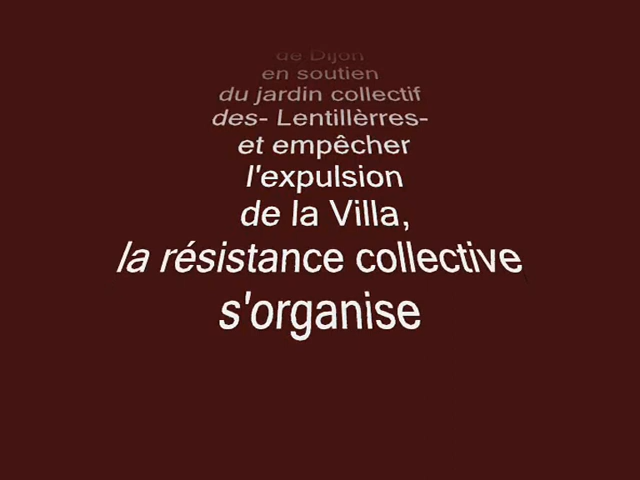 de Dijon
en soutien
du jardin collectif
des- Lentillèrres-
et empêcher
l'expulsion
de la Villa,
la résistance collective
s'organise